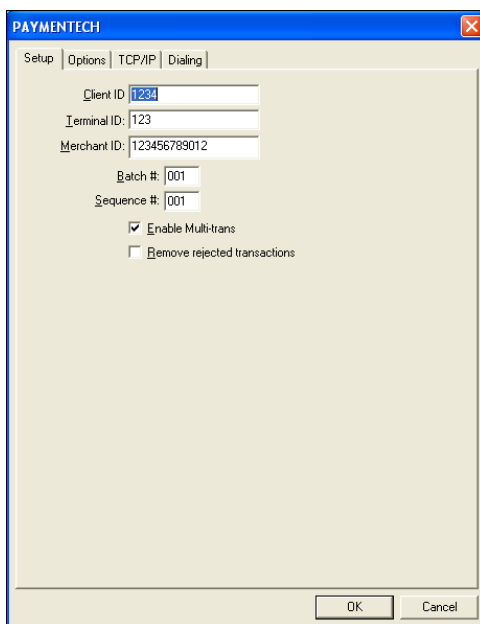 PAYMENTECH
Setup Options TCP/IP Dialing
Client ID 1234
Terminal ID: 123
Merchant ID: 123456789012
Batch #: 001
Sequence #: 001
Enable Multi-trans
Remove rejected transactions
OK Cancel